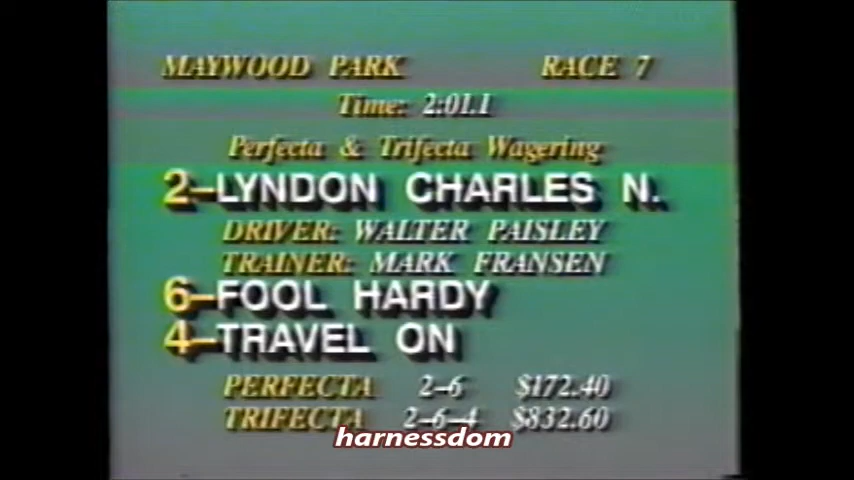 MAYWOOD PARK RACE 7
Time: 2:01.1
Perfecta & Trifecta Wagering
2-LYNDON CHARLES N.
DRIVER: WALTER PAISLEY
TRAINER: MARK FRANSEN
6-FOOL HARDY
4-TRAVEL ON
PERFECTA 2-6 $172.40
TRIFECTA 2-6-4 $832.60
harnessdom